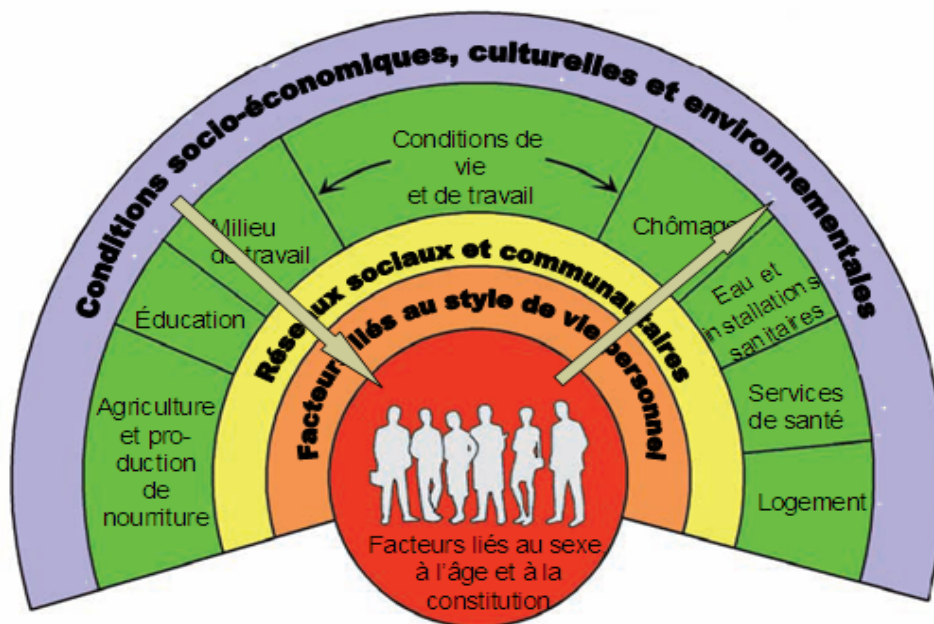 Conditions socio-économiques, culturelles et environnementales
Conditions de
vie
et de travail
Milieu
de travail
Chômage
Éducation
Eau et
installations
sanitaires
Agriculture
et pro-
duction
de
nourriture
Services
de santé
Logement
Réseaux sociaux et communautaires
Facteurs liés au style de vie personnel
Facteurs liés au sexe,
à l'âge et à la
constitution